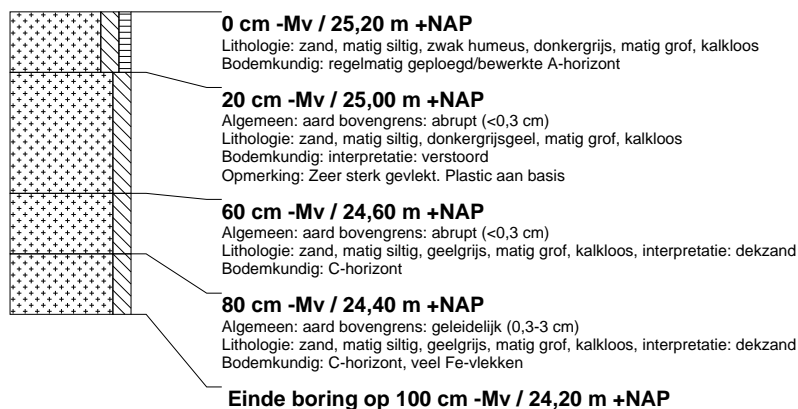 0 cm -Mv / 25,20 m +NAP
Lithologie: zand, matig siltig, zwak humeus, donkergrijs, matig grof, kalkloos
Bodemkundig: regelmatig geploegd/bewerkte A-horizont
20 cm -Mv / 25,00 m +NAP
Algemeen: aard bovengrens: abrupt (<0,3 cm)
Lithologie: zand, matig siltig, donkergrijsgeel, matig grof, kalkloos
Bodemkundig: interpretatie: verstoord
Opmerking: Zeer sterk gevlekt. Plastic aan basis
60 cm -Mv / 24,60 m +NAP
Algemeen: aard bovengrens: abrupt (<0,3 cm)
Lithologie: zand, matig siltig, geelgrijs, matig grof, kalkloos, interpretatie: dekzand
Bodemkundig: C-horizont
80 cm -Mv / 24,40 m +NAP
Algemeen: aard bovengrens: geleidelijk (0,3-3 cm)
Lithologie: zand, matig siltig, geelgrijs, matig grof, kalkloos, interpretatie: dekzand
Bodemkundig: C-horizont, veel Fe-vlekken
Einde boring op 100 cm -Mv / 24,20 m +NAP